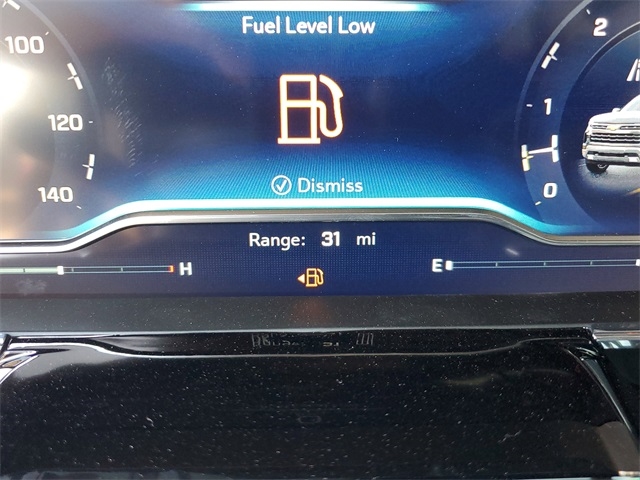 Fuel Level Low
100
120
140
2
1
0
Dismiss
Range: 31 mi
H
E